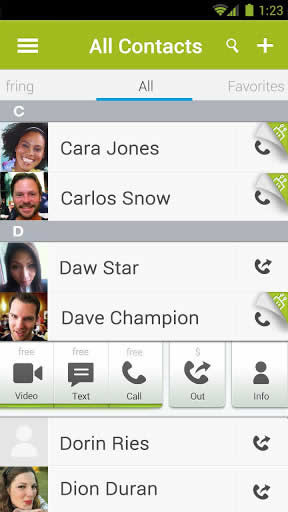 1:23
All Contacts
fring All Favorites
C
Cara Jones
Carlos Snow
D
Daw Star
Dave Champion
free free free $
Video Text Call Out Info
Dorin Ries
Dion Duran